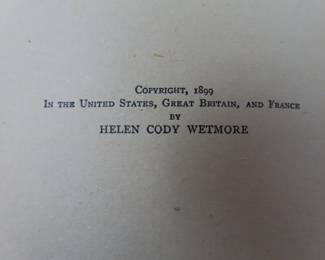 Copyright, 1899
In the United States, Great Britain, and France
by
HELEN CODY WETMORE